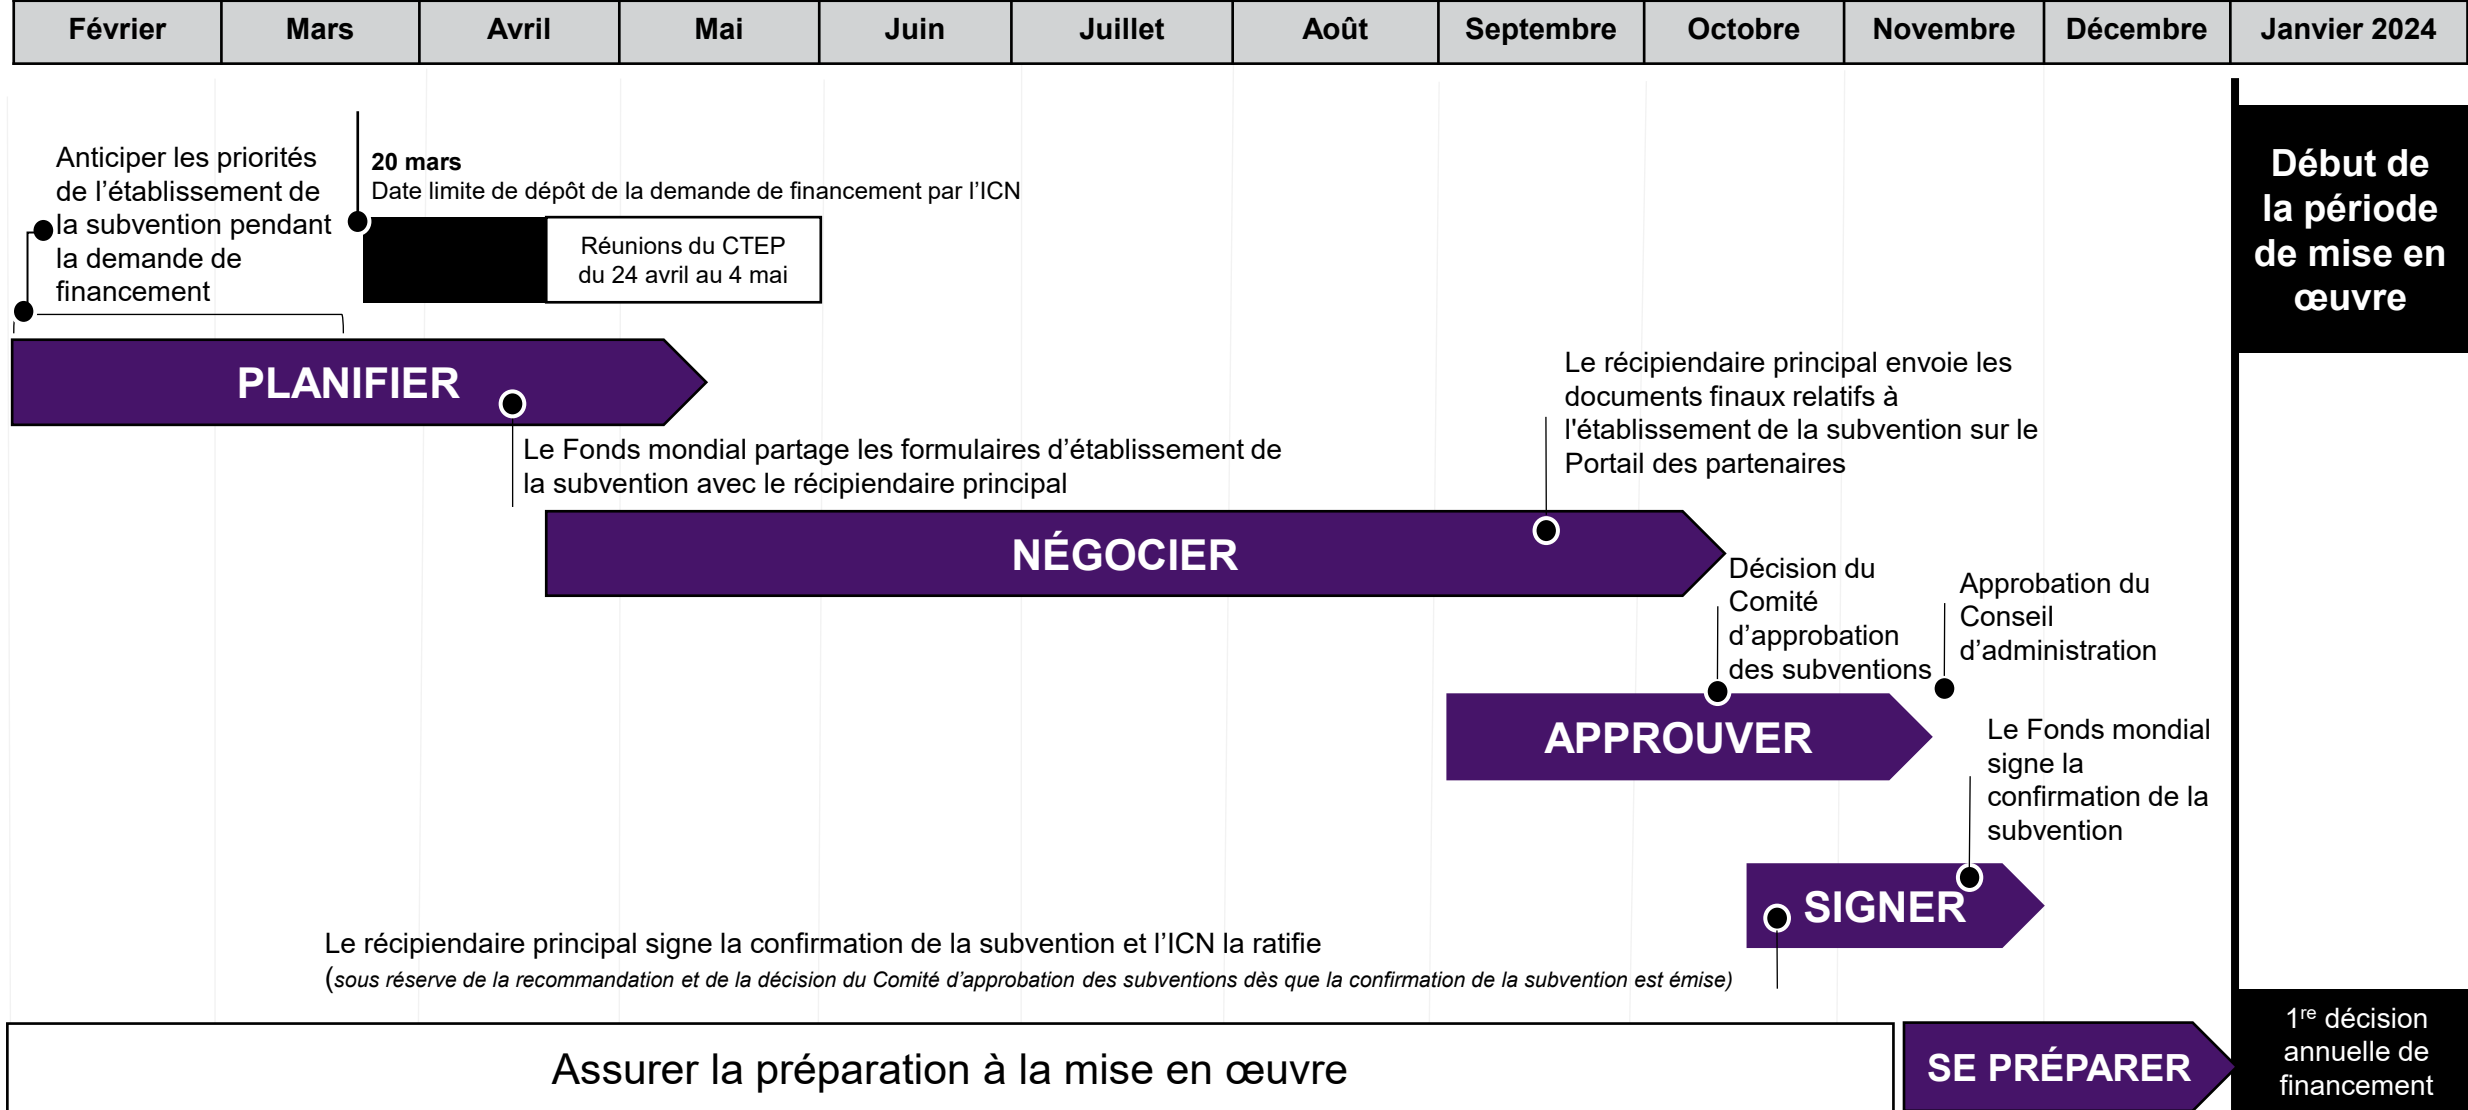 Février Mars Avril Mai Juin Juillet Août Septembre Octobre Novembre Décembre Janvier 2024
Anticiper les priorités
de l’établissement de
la subvention pendant
la demande de
financement
20 mars
Date limite de dépôt de la demande de financement par l’ICN
Réunions du CTEP
du 24 avril au 4 mai
Début de
la période
de mise en
œuvre
PLANIFIER
Le Fonds mondial partage les formulaires d’établissement de
la subvention avec le récipiendaire principal
Le récipiendaire principal envoie les
documents finaux relatifs à
l'établissement de la subvention sur le
Portail des partenaires
NÉGOCIER
Décision du
Comité
d’approbation
des subventions
Approbation du
Conseil
d’administration
APPROUVER
Le Fonds mondial
signe la
confirmation de la
subvention
SIGNER
Le récipiendaire principal signe la confirmation de la subvention et l’ICN la ratifie
(sous réserve de la recommandation et de la décision du Comité d’approbation des subventions dès que la confirmation de la subvention est émise)
Assurer la préparation à la mise en œuvre
SE PRÉPARER
1re décision
annuelle de
financement